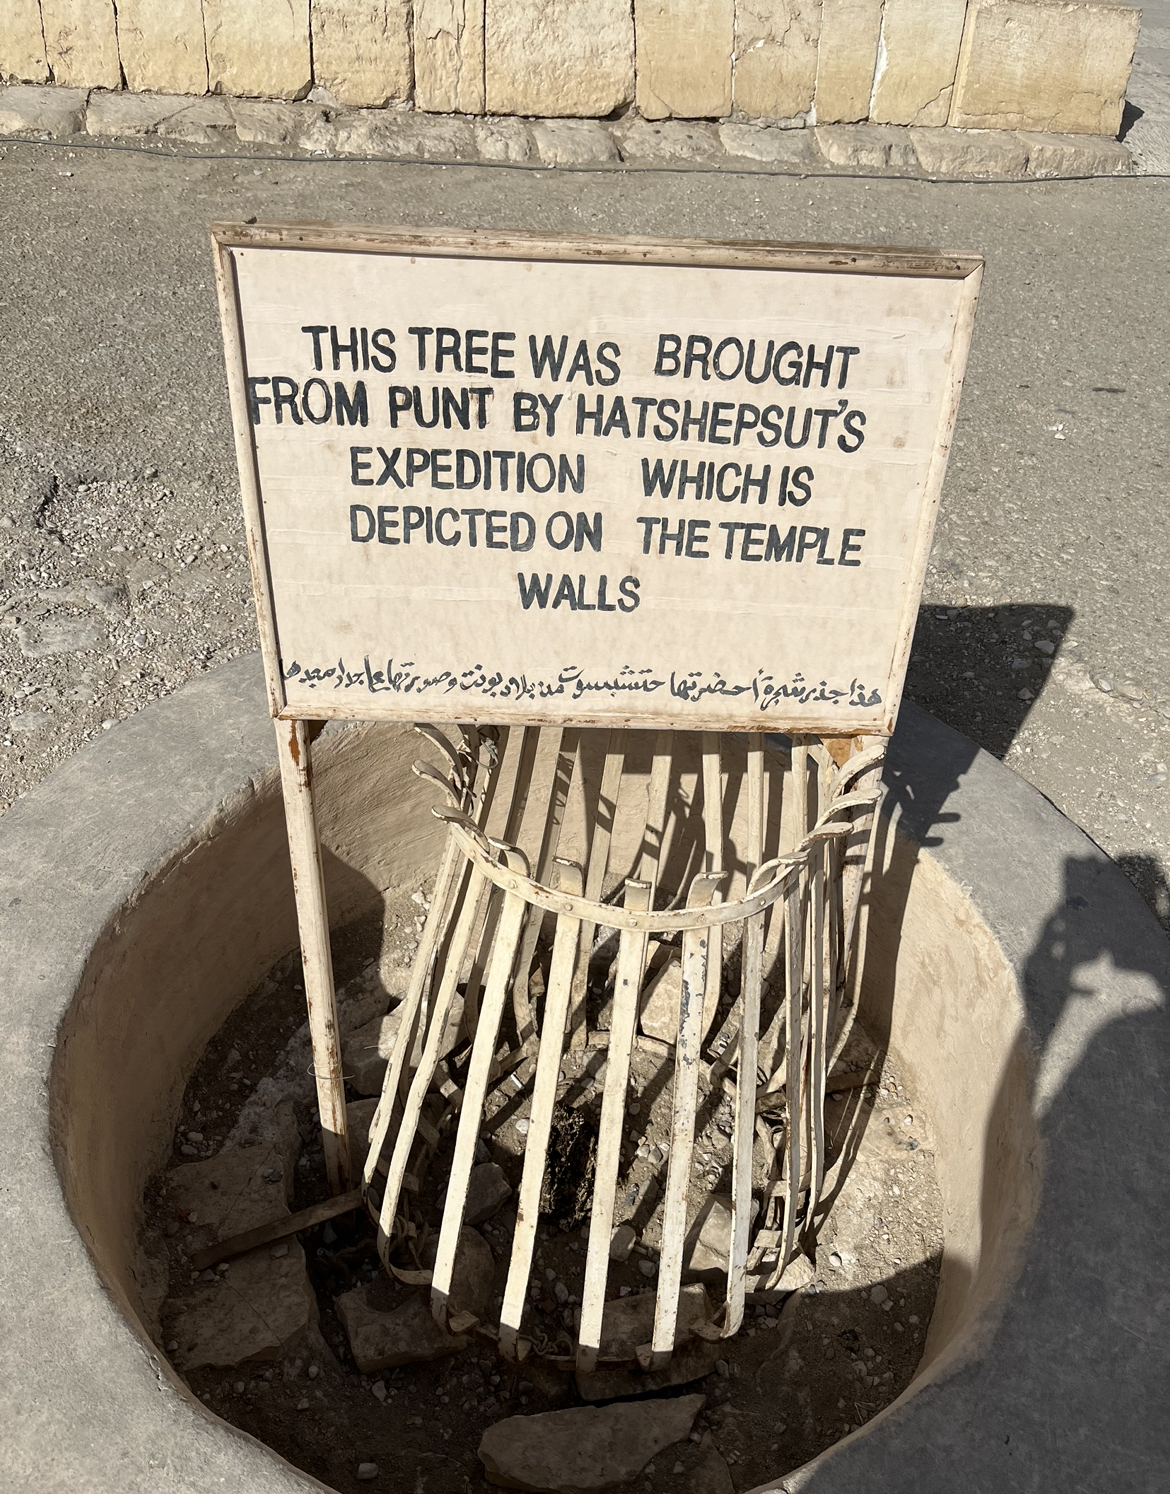 THIS TREE WAS BROUGHT
FROM PUNT BY HATSHEPSUT'S
EXPEDITION WHICH IS
DEPICTED ON THE TEMPLE
WALLS
هذا جذر شجرة أحضرتها حتشبسوت من بلاد بونت وصورتها على جدار معبدها